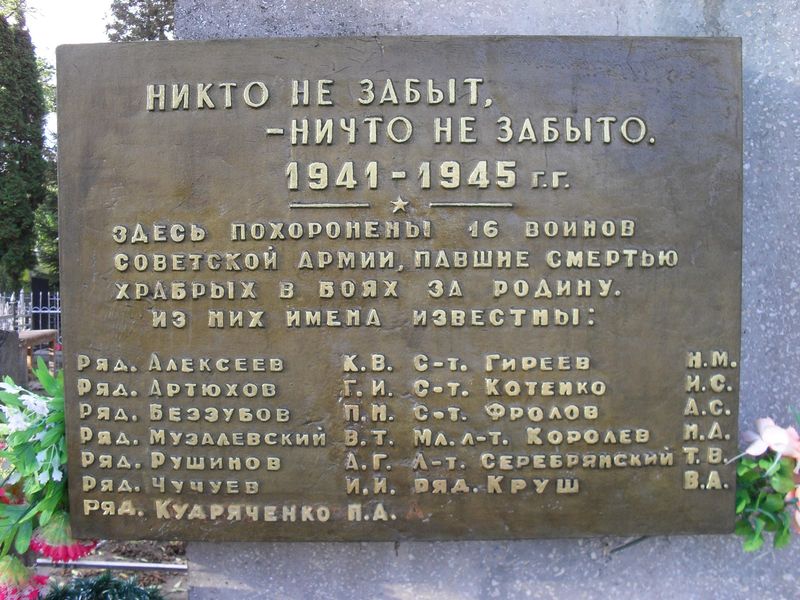 НИКТО НЕ ЗАБЫТ,
-НИЧТО НЕ ЗАБЫТО.
1941-1945 г.г.
ЗДЕСЬ ПОХОРОНЕНЫ 16 ВОИНОВ
СОВЕТСКОЙ АРМИИ, ПАВШНЕ СМЕРТЬЮ
ХРАБРЫХ В БОЯХ ЗА РОДИНУ.
ИЗ НИХ ИМЕНА ИЗВЕСТНЫ:
Ряд. Алексеев К.В. С-т. Гиреев Н.М.
Ряд. Артюхов Г.И. С-т. Котенко И.С.
Ряд. Беззубов П.Н. С-т. Фролов А.С.
Ряд. Музалевский В.Т. Мл. л-т. Королев И.Д.
Ряд. Рушинов А.Г. Л-т. Серебрянский Т.В.
Ряд. Чучуев И.И. ряд. Круш В.А.
ряд. Кудряченко П.А.